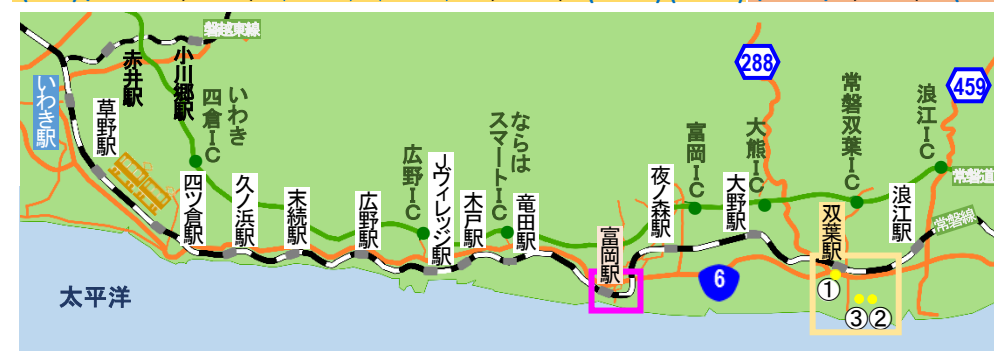 磐越東線
赤井駅
小川郷駅
いわき駅
草野駅
いわき
四倉IC
四ツ倉駅
久ノ浜駅
末続駅
広野駅
広野IC
Jヴィレッジ駅
木戸駅
ならは
スマートIC
竜田駅
富岡駅
夜ノ森駅
富岡IC
大野駅
大熊IC
288
双葉駅
常磐双葉IC
浪江駅
浪江IC
459
常磐道
常磐線
6
①
③②
太平洋